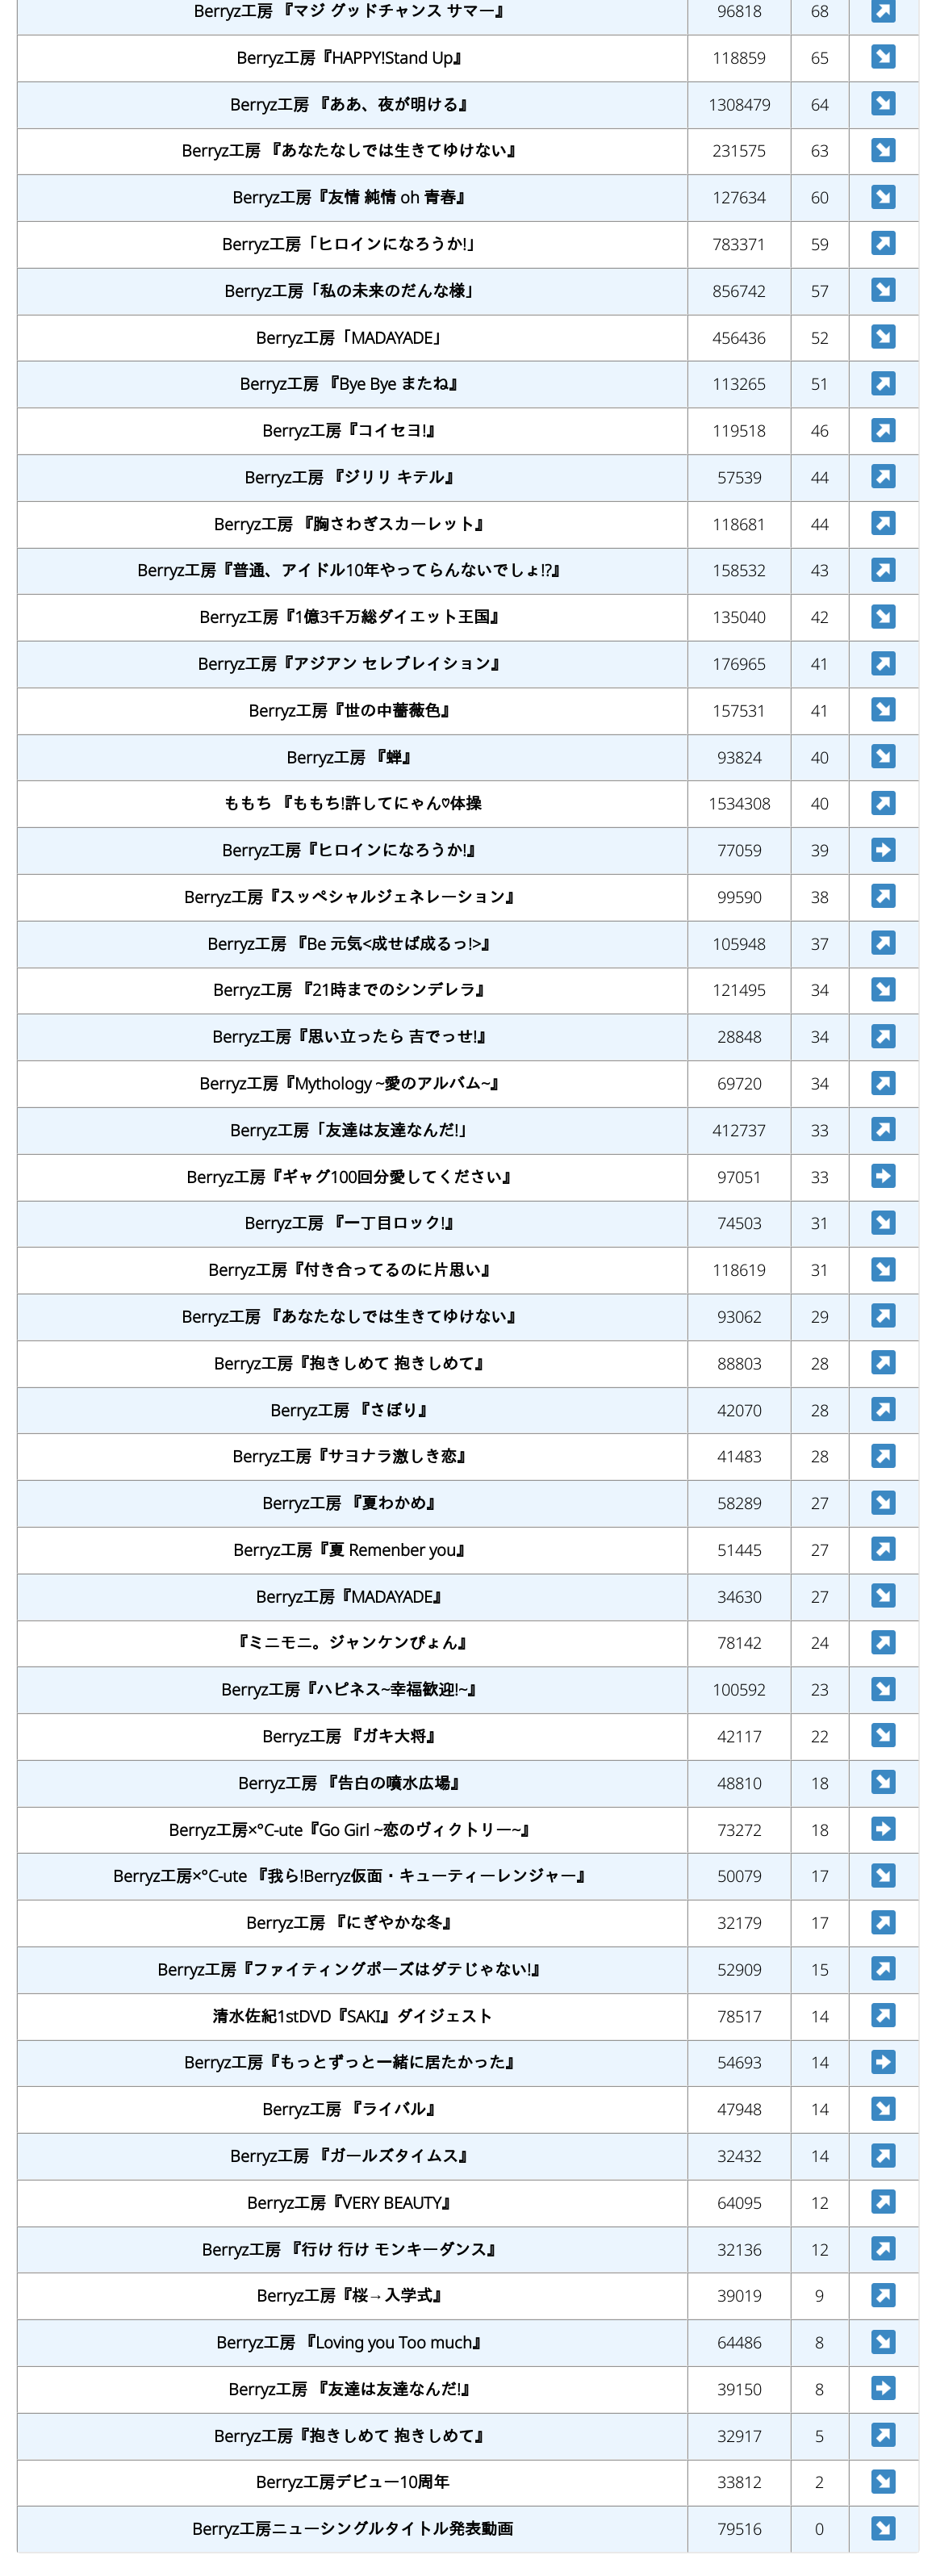 Berryz工房 『マジ グッドチャンス サマー』 96818 68 ↗
Berryz工房『HAPPY!Stand Up』 118859 65 ↘
Berryz工房 『ああ、夜が明ける』 1308479 64 ↘
Berryz工房 『あなたなしでは生きてゆけない』 231575 63 ↘
Berryz工房『友情 純情 oh 青春』 127634 60 ↘
Berryz工房「ヒロインになろうか!」 783371 59 ↗
Berryz工房「私の未来のだんな様」 856742 57 ↘
Berryz工房「MADAYADE」 456436 52 ↘
Berryz工房 『Bye Bye またね』 113265 51 ↗
Berryz工房『コイセヨ!』 119518 46 ↗
Berryz工房 『ジリリ キテル』 57539 44 ↗
Berryz工房 『胸さわぎスカーレット』 118681 44 ↗
Berryz工房『普通、アイドル10年やってらんないでしょ!?』 158532 43 ↗
Berryz工房『1億3千万総ダイエット王国』 135040 42 ↘
Berryz工房『アジアン セレブレイション』 176965 41 ↗
Berryz工房『世の中薔薇色』 157531 41 ↘
Berryz工房 『蝉』 93824 40 ↘
ももち 『ももち!許してにゃん♡体操 1534308 40 ↗
Berryz工房『ヒロインになろうか!』 77059 39 ➡
Berryz工房『スッペシャルジェネレーション』 99590 38 ↗
Berryz工房 『Be 元気<成せば成るっ!>』 105948 37 ↗
Berryz工房 『21時までのシンデレラ』 121495 34 ↘
Berryz工房『思い立ったら 吉でっせ!』 28848 34 ↗
Berryz工房『Mythology ~愛のアルバム~』 69720 34 ↗
Berryz工房「友達は友達なんだ!」 412737 33 ↗
Berryz工房『ギャグ100回分愛してください』 97051 33 ➡
Berryz工房 『一丁目ロック!』 74503 31 ↘
Berryz工房『付き合ってるのに片思い』 118619 31 ↘
Berryz工房 『あなたなしでは生きてゆけない』 93062 29 ↗
Berryz工房『抱きしめて 抱きしめて』 88803 28 ↗
Berryz工房 『さぼり』 42070 28 ↗
Berryz工房『サヨナラ激しき恋』 41483 28 ↗
Berryz工房 『夏わかめ』 58289 27 ↘
Berryz工房『夏 Remenber you』 51445 27 ↗
Berryz工房『MADAYADE』 34630 27 ↘
『ミニモニ。ジャンケンぴょん』 78142 24 ↗
Berryz工房『ハピネス~幸福歓迎!~』 100592 23 ↘
Berryz工房 『ガキ大将』 42117 22 ↘
Berryz工房 『告白の噴水広場』 48810 18 ↘
Berryz工房×°C-ute『Go Girl ~恋のヴィクトリー~』 73272 18 ➡
Berryz工房×°C-ute 『我ら!Berryz仮面・キューティーレンジャー』 50079 17 ↘
Berryz工房 『にぎやかな冬』 32179 17 ↗
Berryz工房『ファイティングポーズはダテじゃない!』 52909 15 ↗
清水佐紀1stDVD『SAKI』ダイジェスト 78517 14 ↗
Berryz工房『もっとずっと一緒に居たかった』 54693 14 ➡
Berryz工房 『ライバル』 47948 14 ↘
Berryz工房 『ガールズタイムス』 32432 14 ↗
Berryz工房『VERY BEAUTY』 64095 12 ↗
Berryz工房 『行け 行け モンキーダンス』 32136 12 ↗
Berryz工房『桜→入学式』 39019 9 ↗
Berryz工房 『Loving you Too much』 64486 8 ↘
Berryz工房 『友達は友達なんだ!』 39150 8 ➡
Berryz工房『抱きしめて 抱きしめて』 32917 5 ↗
Berryz工房デビュー10周年 33812 2 ↘
Berryz工房ニューシングルタイトル発表動画 79516 0 ↘